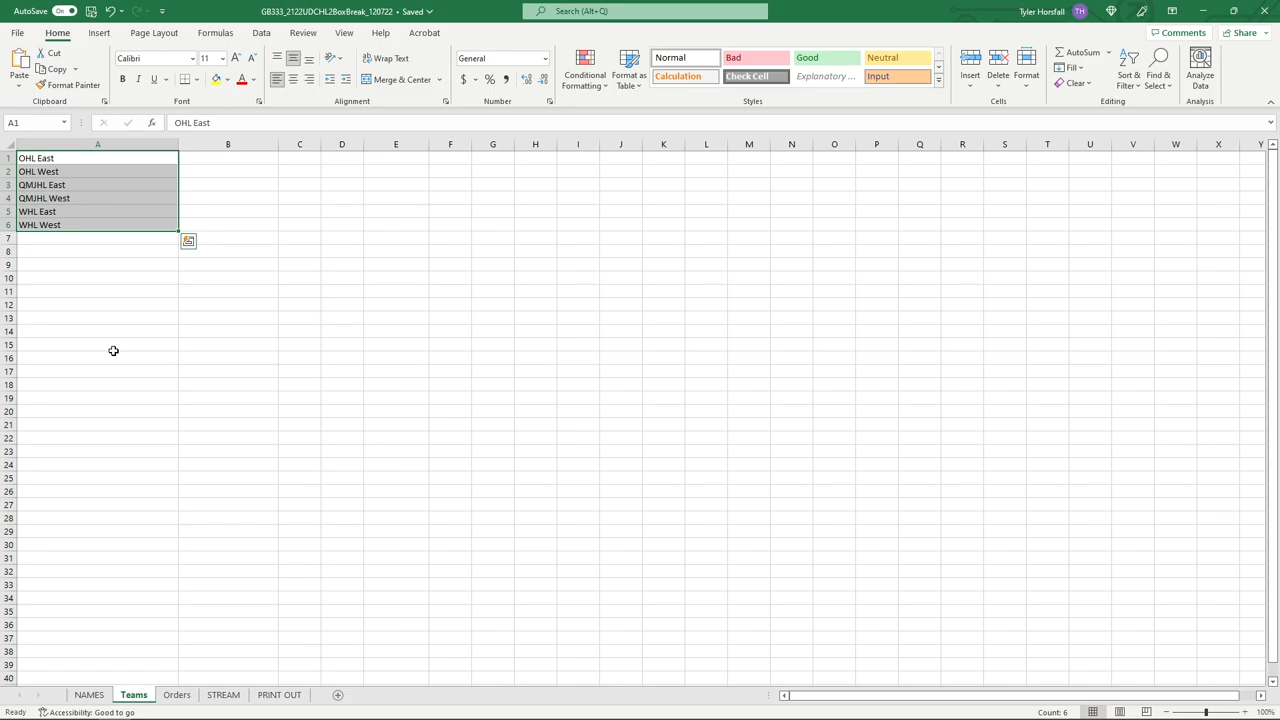 AutoSave On GB333_2122UDCHL2BoxBreak_120722 • Saved Search (Alt+Q) Tyler Horsfall TH
File Home Insert Page Layout Formulas Data Review View Help Acrobat Comments Share
Paste Cut Copy Format Painter Clipboard
Calibri 11 B I U Font
Wrap Text Merge & Center Alignment
General $ % , Number
Conditional Formatting Format as Table
Normal Bad Good Neutral
Calculation Check Cell Explanatory ... Input
Styles
Insert Delete Format Cells
AutoSum Fill Clear Sort & Filter Find & Select Editing
Analyze Data Analysis
A1 fx OHL East
A B C D E F G H I J K L M N O P Q R S T U V W X Y
1 OHL East
2 OHL West
3 QMJHL East
4 QMJHL West
5 WHL East
6 WHL West
7
8
9
10
11
12
13
14
15
16
17
18
19
20
21
22
23
24
25
26
27
28
29
30
31
32
33
34
35
36
37
38
39
40
NAMES Teams Orders STREAM PRINT OUT
Ready Accessibility: Good to go Count: 6 100%